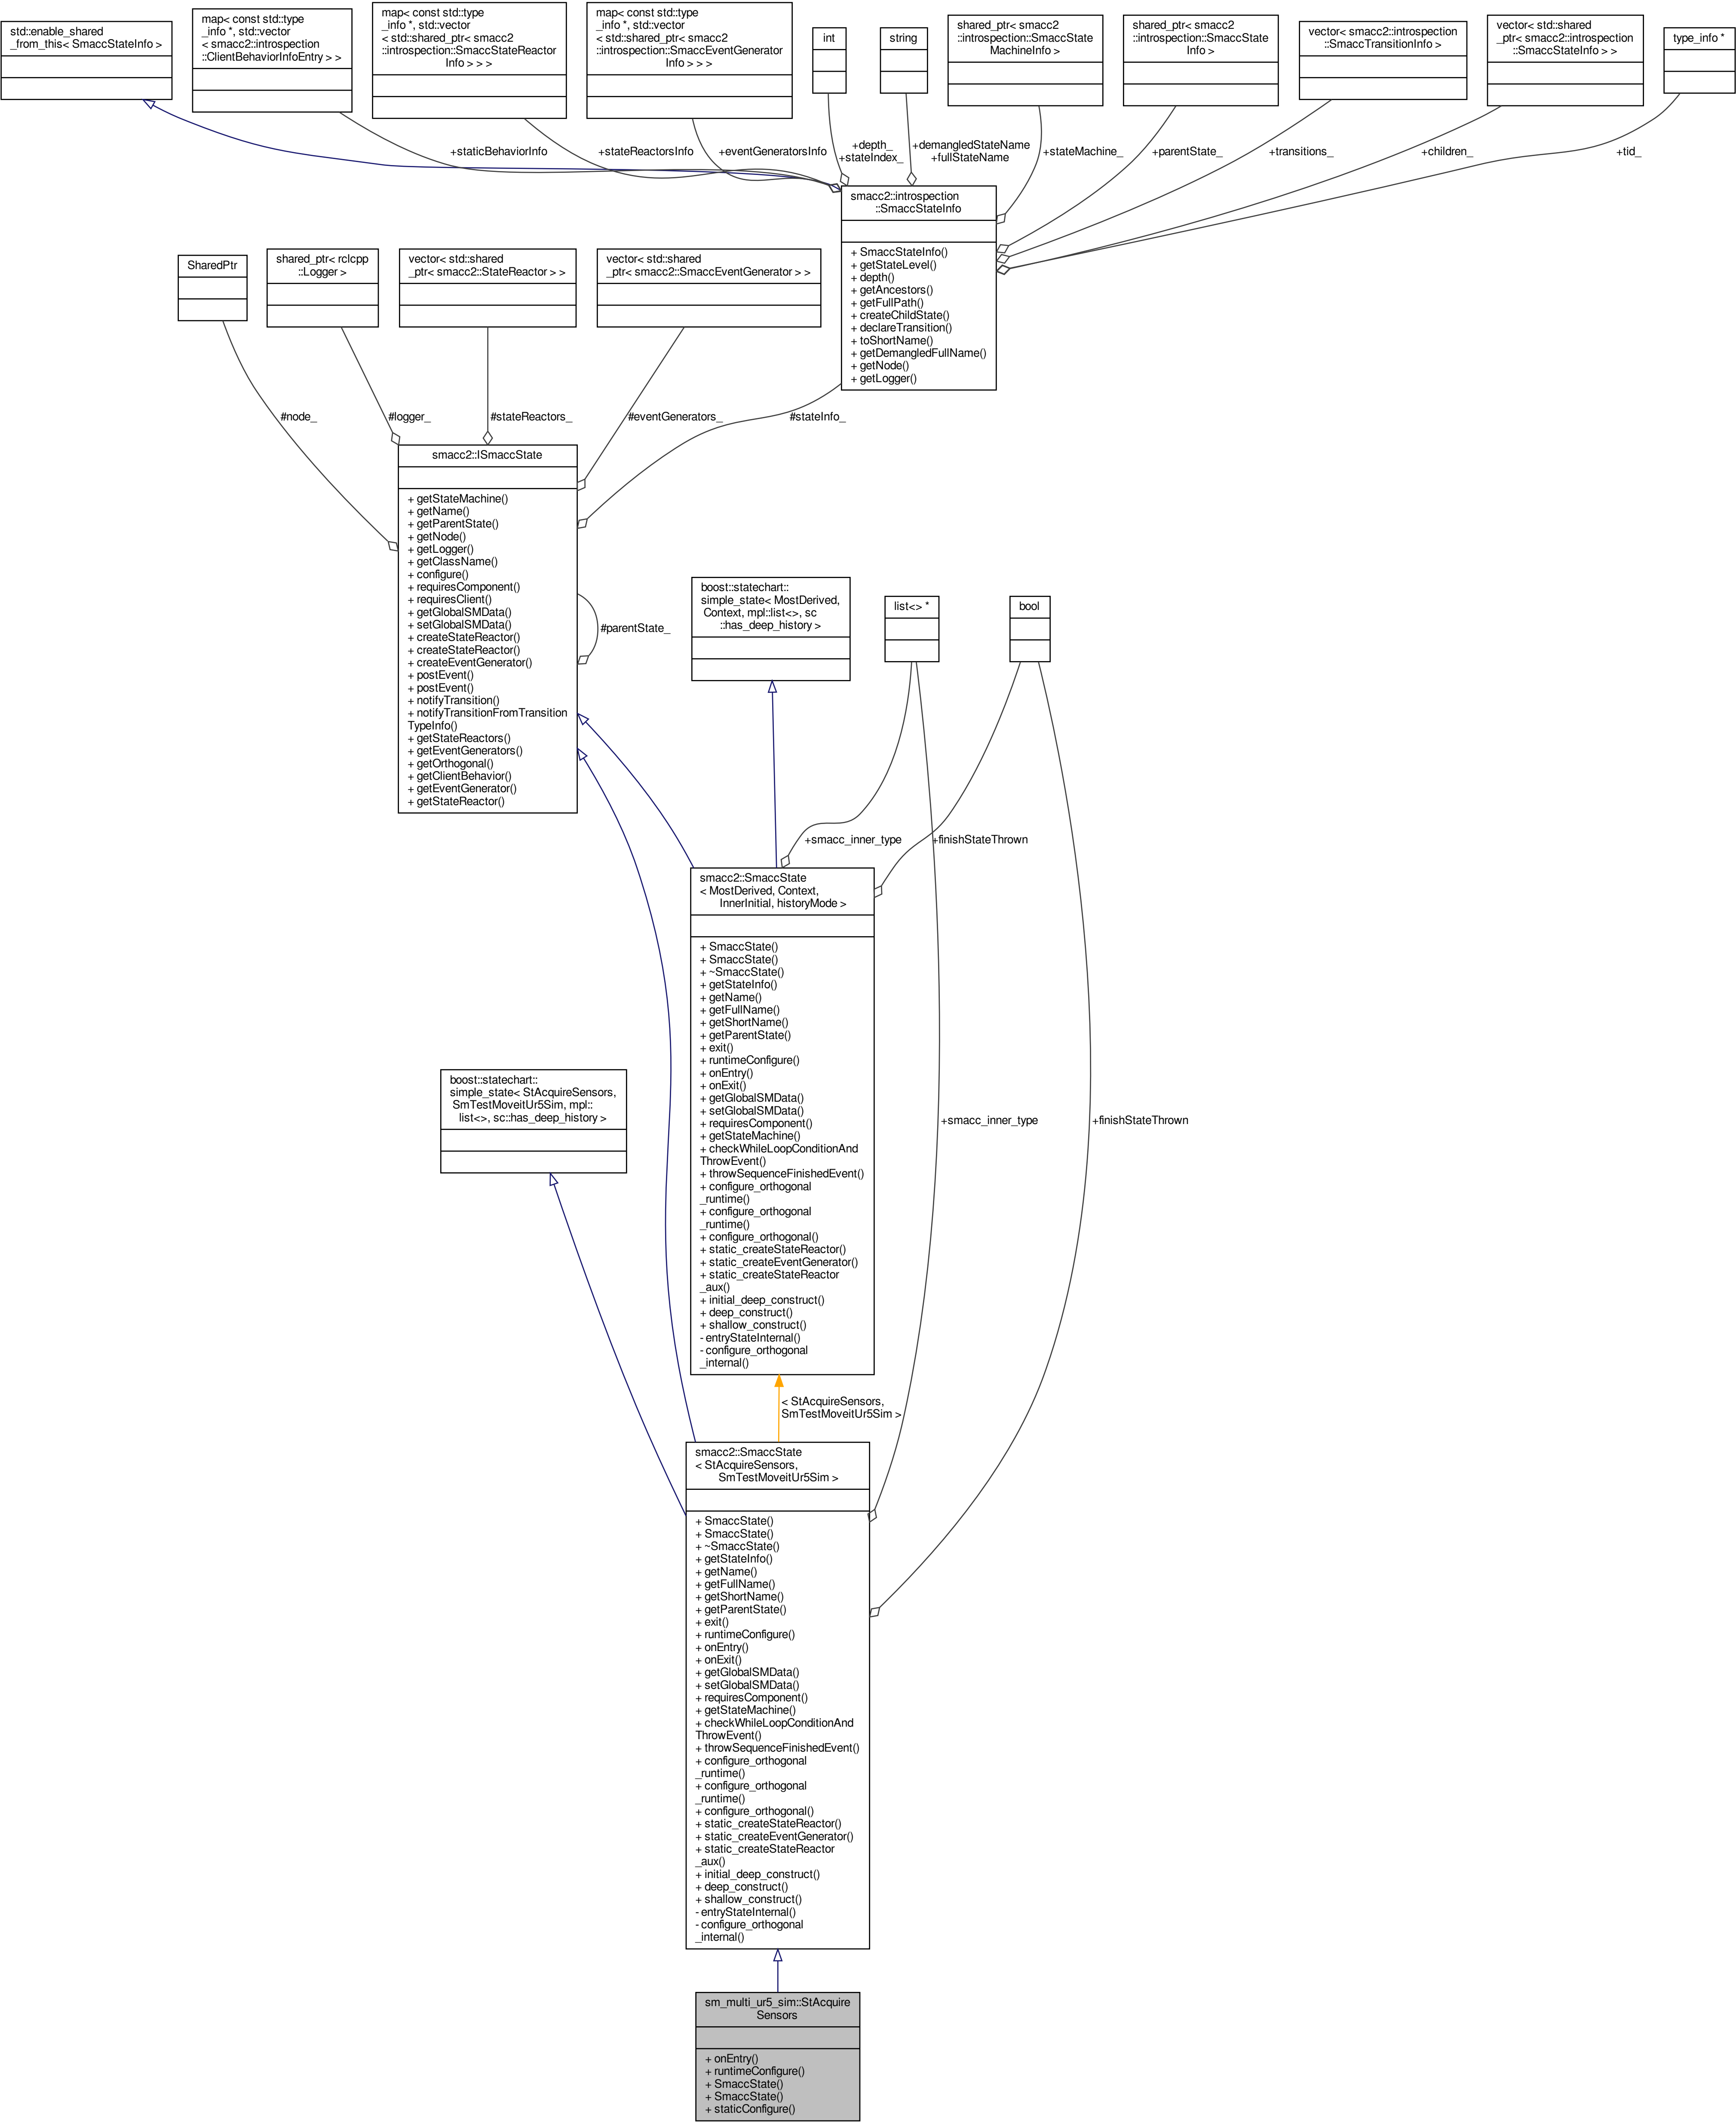 std::enable_shared
_from_this< SmaccStateInfo >
map< const std::type
_info *, std::vector
< smacc2::introspection
::ClientBehaviorInfoEntry > >
map< const std::type
_info *, std::vector
< std::shared_ptr< smacc2
::introspection::SmaccStateReactor
Info > > >
map< const std::type
_info *, std::vector
< std::shared_ptr< smacc2
::introspection::SmaccEventGenerator
Info > > >
int
string
shared_ptr< smacc2
::introspection::SmaccState
MachineInfo >
shared_ptr< smacc2
::introspection::SmaccState
Info >
vector< smacc2::introspection
::SmaccTransitionInfo >
vector< std::shared
_ptr< smacc2::introspection
::SmaccStateInfo > >
type_info *
+staticBehaviorInfo
+stateReactorsInfo
+eventGeneratorsInfo
+depth_
+stateIndex_
+demangledStateName
+fullStateName
+stateMachine_
+parentState_
+transitions_
+children_
+tid_
smacc2::introspection
::SmaccStateInfo
+ SmaccStateInfo()
+ getStateLevel()
+ depth()
+ getAncestors()
+ getFullPath()
+ createChildState()
+ declareTransition()
+ toShortName()
+ getDemangledFullName()
+ getNode()
+ getLogger()
SharedPtr
shared_ptr< rclcpp
::Logger >
vector< std::shared
_ptr< smacc2::StateReactor > >
vector< std::shared
_ptr< smacc2::SmaccEventGenerator > >
#node_
#logger_
#stateReactors_
#eventGenerators_
#stateInfo_
smacc2::ISmaccState
+ getStateMachine()
+ getName()
+ getParentState()
+ getNode()
+ getLogger()
+ getClassName()
+ configure()
+ requiresComponent()
+ requiresClient()
+ getGlobalSMData()
+ setGlobalSMData()
+ createStateReactor()
+ createStateReactor()
+ createEventGenerator()
+ postEvent()
+ postEvent()
+ notifyTransition()
+ notifyTransitionFromTransition
TypeInfo()
+ getStateReactors()
+ getEventGenerators()
+ getOrthogonal()
+ getClientBehavior()
+ getEventGenerator()
+ getStateReactor()
#parentState_
boost::statechart::
simple_state< MostDerived,
Context, mpl::list<>, sc
::has_deep_history >
list<> *
bool
+smacc_inner_type
+finishStateThrown
smacc2::SmaccState
< MostDerived, Context,
InnerInitial, historyMode >
+ SmaccState()
+ SmaccState()
+ ~SmaccState()
+ getStateInfo()
+ getName()
+ getFullName()
+ getShortName()
+ getParentState()
+ exit()
+ runtimeConfigure()
+ onEntry()
+ onExit()
+ getGlobalSMData()
+ setGlobalSMData()
+ requiresComponent()
+ getStateMachine()
+ checkWhileLoopConditionAnd
ThrowEvent()
+ throwSequenceFinishedEvent()
+ configure_orthogonal
_runtime()
+ configure_orthogonal
_runtime()
+ configure_orthogonal()
+ static_createStateReactor()
+ static_createEventGenerator()
+ static_createStateReactor
_aux()
+ initial_deep_construct()
+ deep_construct()
+ shallow_construct()
- entryStateInternal()
- configure_orthogonal
_internal()
boost::statechart::
simple_state< StAcquireSensors,
SmTestMoveitUr5Sim, mpl::
list<>, sc::has_deep_history >
+smacc_inner_type
+finishStateThrown
< StAcquireSensors,
SmTestMoveitUr5Sim >
smacc2::SmaccState
< StAcquireSensors,
SmTestMoveitUr5Sim >
+ SmaccState()
+ SmaccState()
+ ~SmaccState()
+ getStateInfo()
+ getName()
+ getFullName()
+ getShortName()
+ getParentState()
+ exit()
+ runtimeConfigure()
+ onEntry()
+ onExit()
+ getGlobalSMData()
+ setGlobalSMData()
+ requiresComponent()
+ getStateMachine()
+ checkWhileLoopConditionAnd
ThrowEvent()
+ throwSequenceFinishedEvent()
+ configure_orthogonal
_runtime()
+ configure_orthogonal
_runtime()
+ configure_orthogonal()
+ static_createStateReactor()
+ static_createEventGenerator()
+ static_createStateReactor
_aux()
+ initial_deep_construct()
+ deep_construct()
+ shallow_construct()
- entryStateInternal()
- configure_orthogonal
_internal()
sm_multi_ur5_sim::StAcquire
Sensors
+ onEntry()
+ runtimeConfigure()
+ SmaccState()
+ SmaccState()
+ staticConfigure()